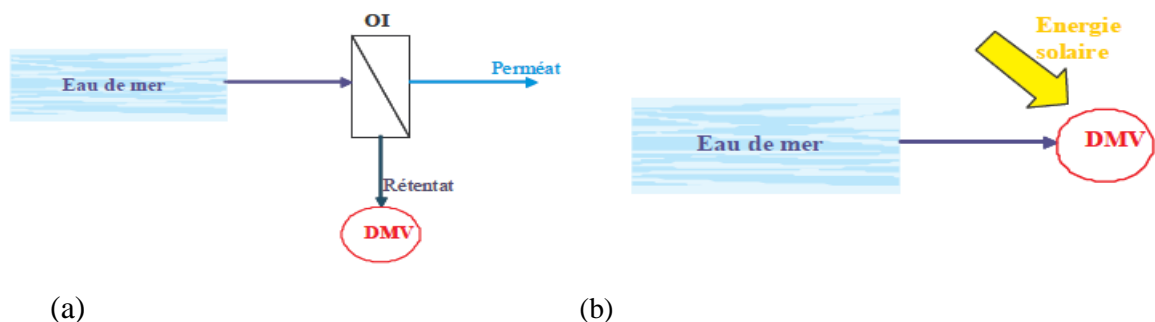 OI
Eau de mer
Perméat
Rétentat
DMV
(a)
Energie
solaire
Eau de mer
DMV
(b)